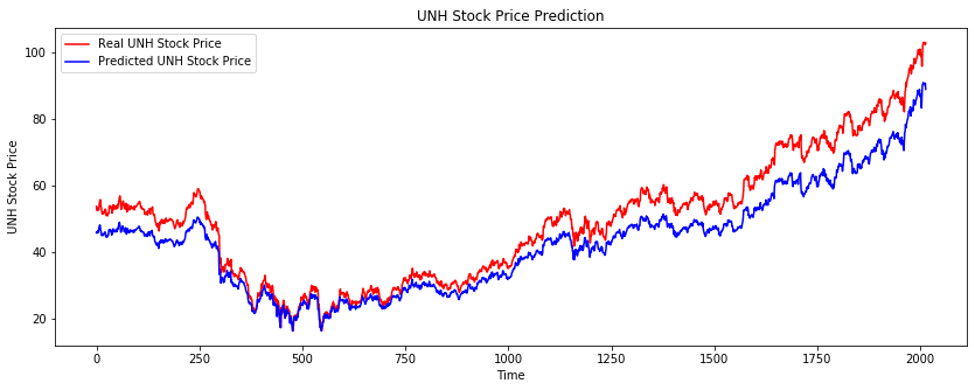 UNH Stock Price Prediction
Real UNH Stock Price
Predicted UNH Stock Price
100
80
60
40
20
UNH Stock Price
0 250 500 750 1000 1250 1500 1750 2000
Time